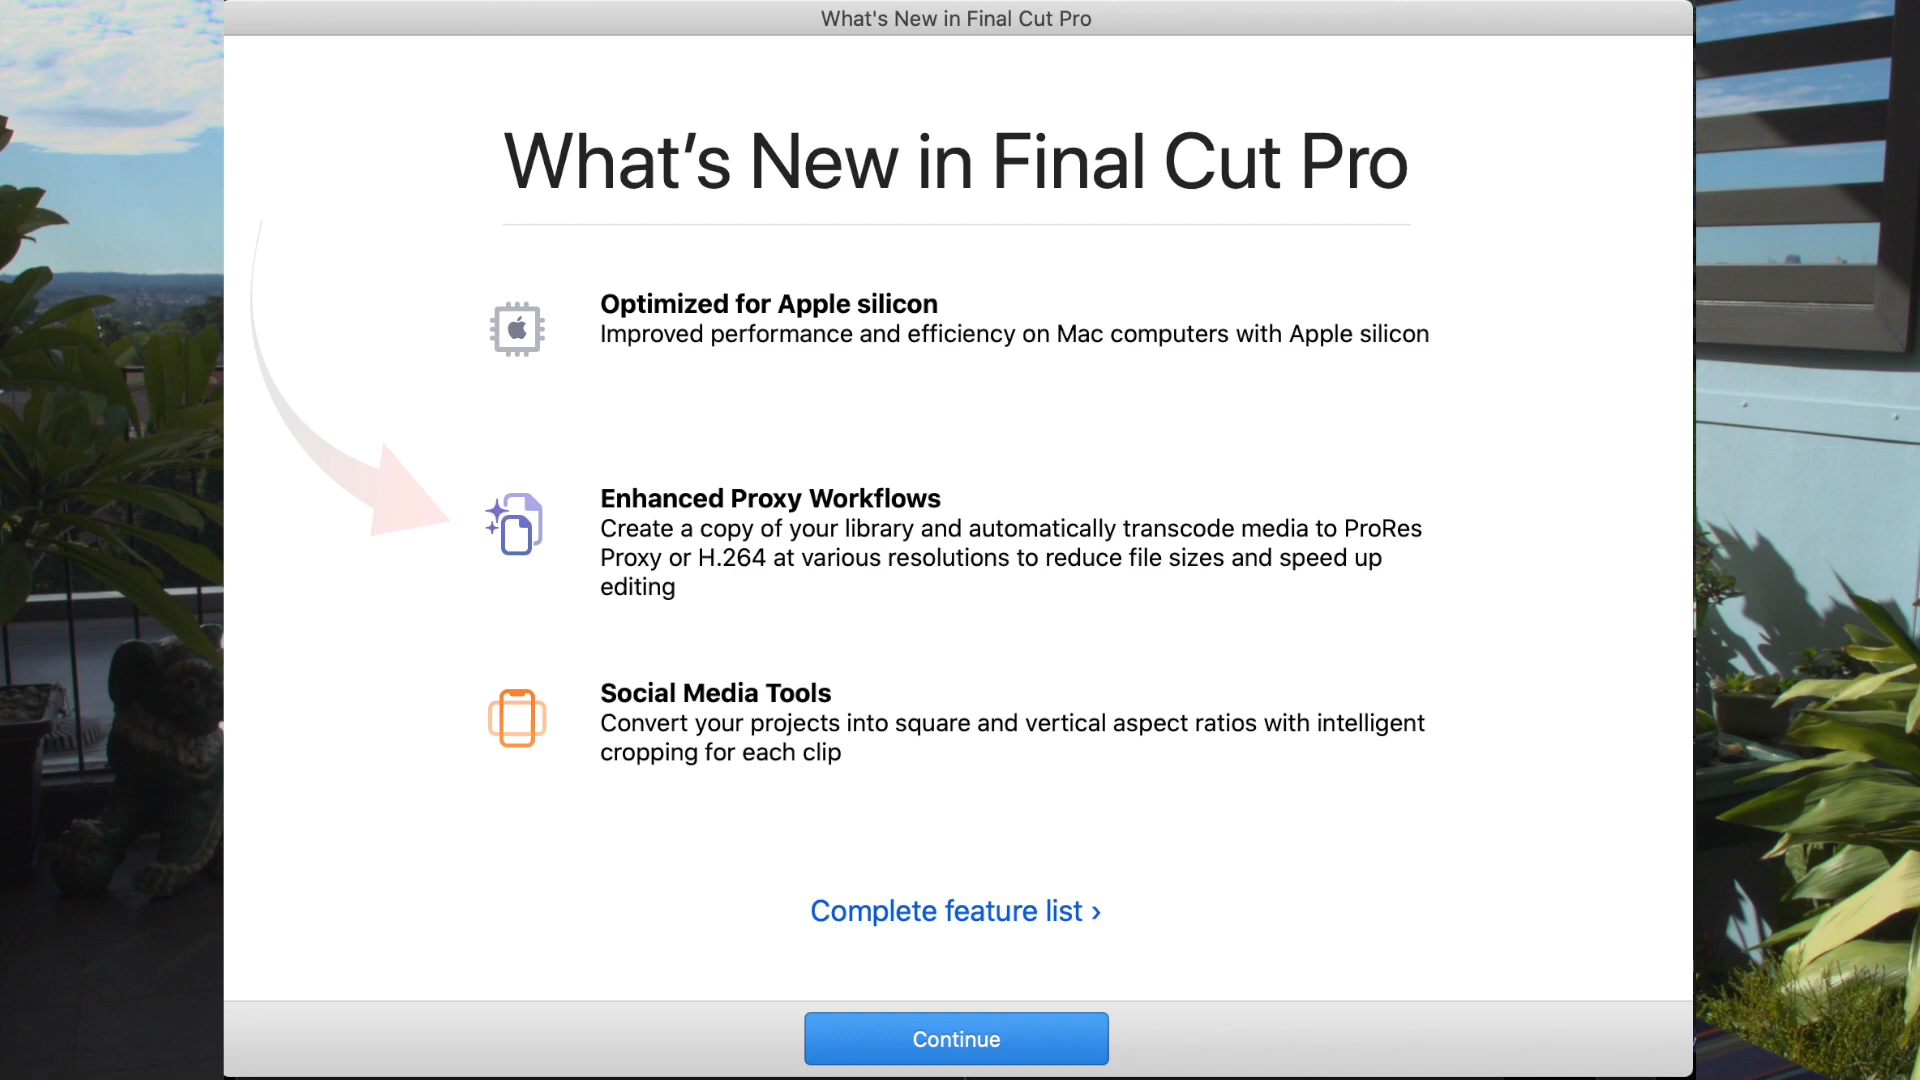 What's New in Final Cut Pro
What’s New in Final Cut Pro
Optimized for Apple silicon
Improved performance and efficiency on Mac computers with Apple silicon
Enhanced Proxy Workflows
Create a copy of your library and automatically transcode media to ProRes
Proxy or H.264 at various resolutions to reduce file sizes and speed up
editing
Social Media Tools
Convert your projects into square and vertical aspect ratios with intelligent
cropping for each clip
Complete feature list ›
Continue